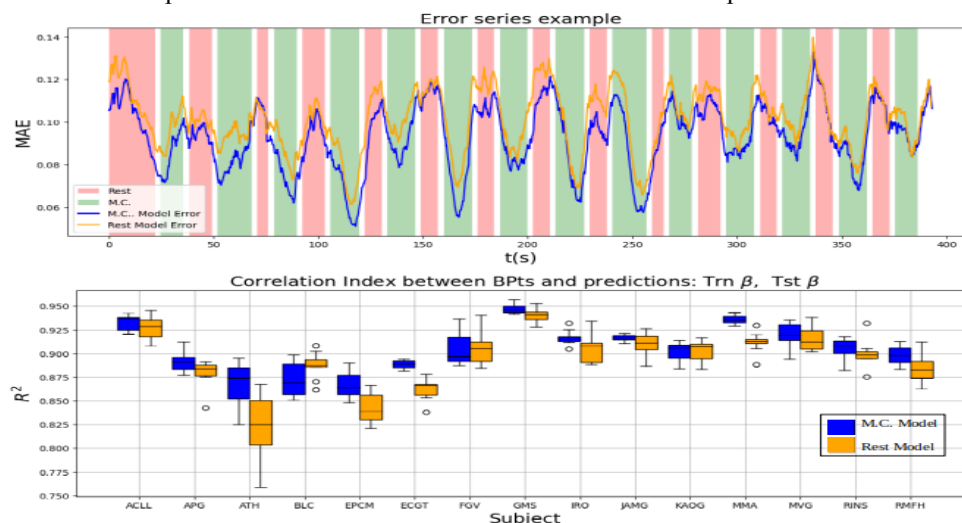 Error series example
MAE
0.14
0.12
0.10
0.08
0.06
Rest
M.C.
M.C.. Model Error
Rest Model Error
0 50 100 150 200 250 300 350 400
t(s)
Correlation Index between BPts and predictions: Trn β, Tst β
R²
0.950
0.925
0.900
0.875
0.850
0.825
0.800
0.775
0.750
M.C. Model
Rest Model
ACLL APG ATH BLC EPCM ECGT FGV GMS IRO JAMG KAOG MMA MVG RINS RMFH
Subject